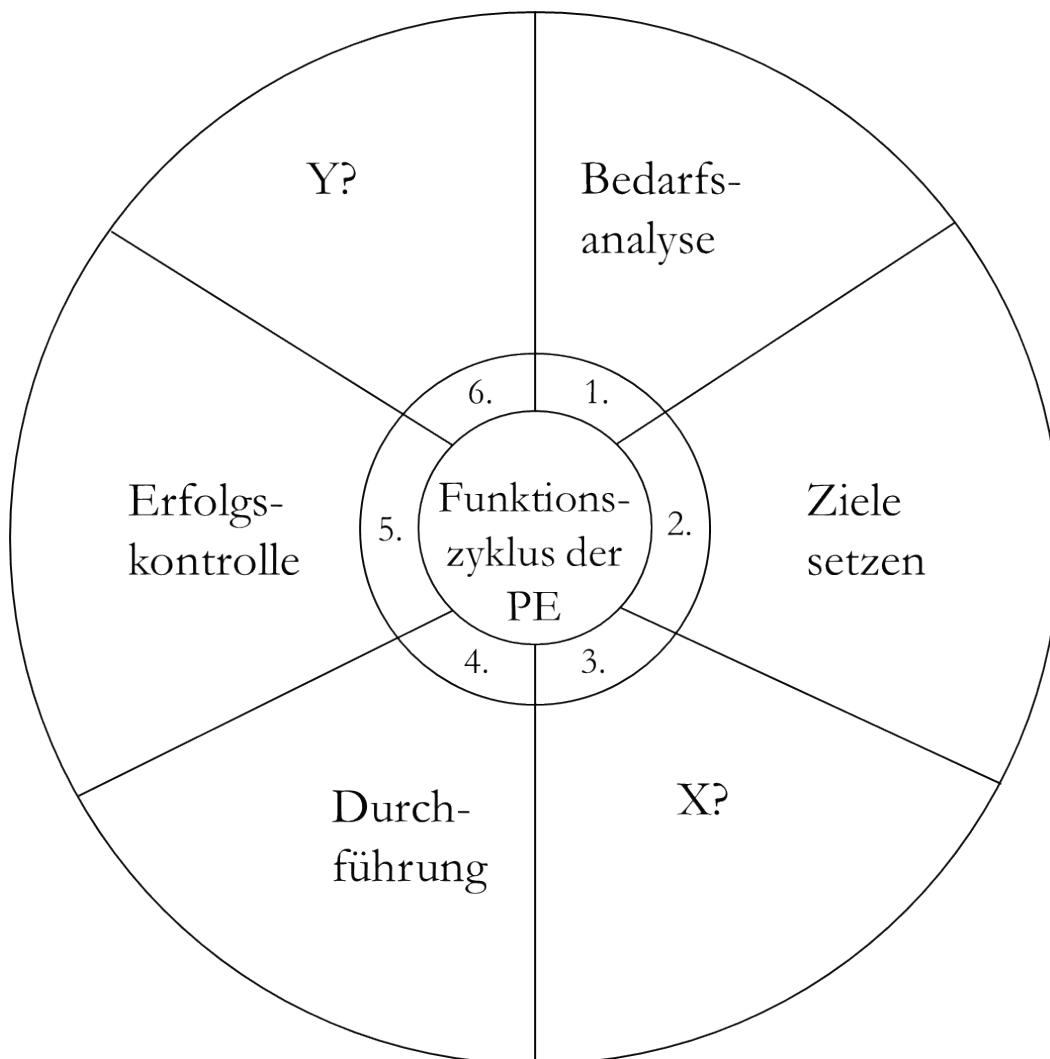 Y?
Bedarfs-
analyse
6.
1.
Erfolgs-
kontrolle
5.
Funktions-
zyklus der
PE
2.
Ziele
setzen
4.
3.
Durch-
führung
X?